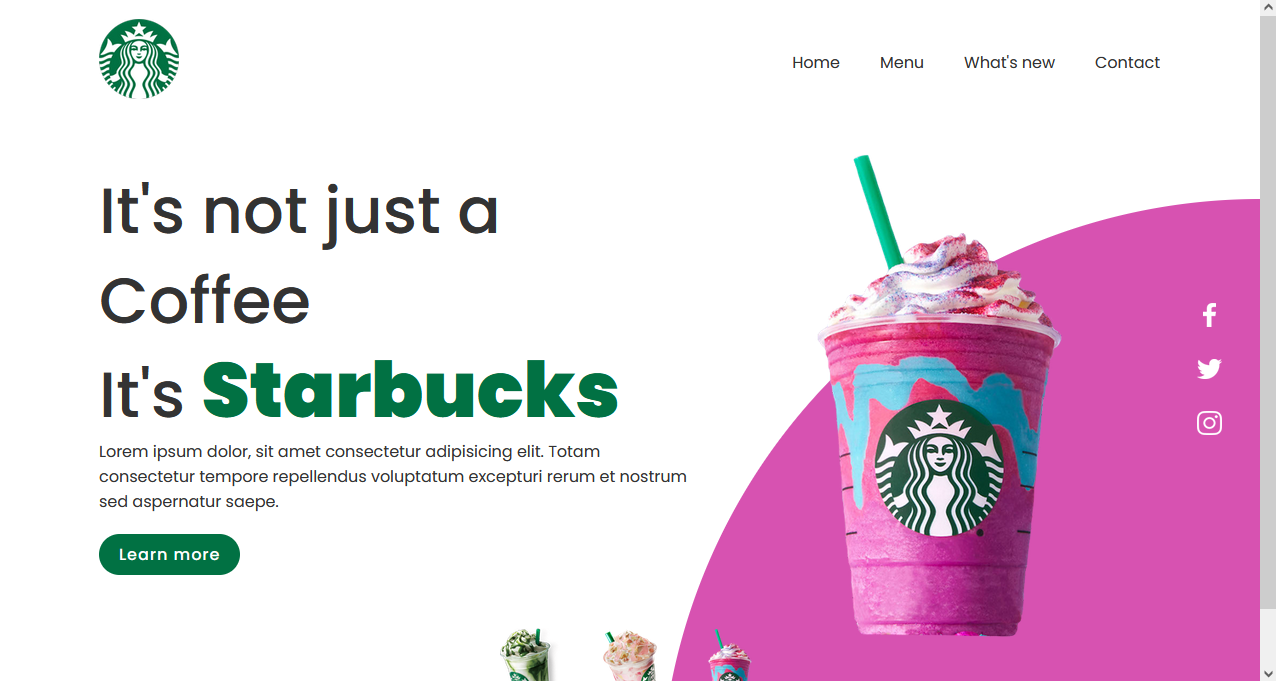 Home Menu What's new Contact
It's not just a
Coffee
It's Starbucks
Lorem ipsum dolor, sit amet consectetur adipisicing elit. Totam
consectetur tempore repellendus voluptatum excepturi rerum et nostrum
sed aspernatur saepe.
Learn more